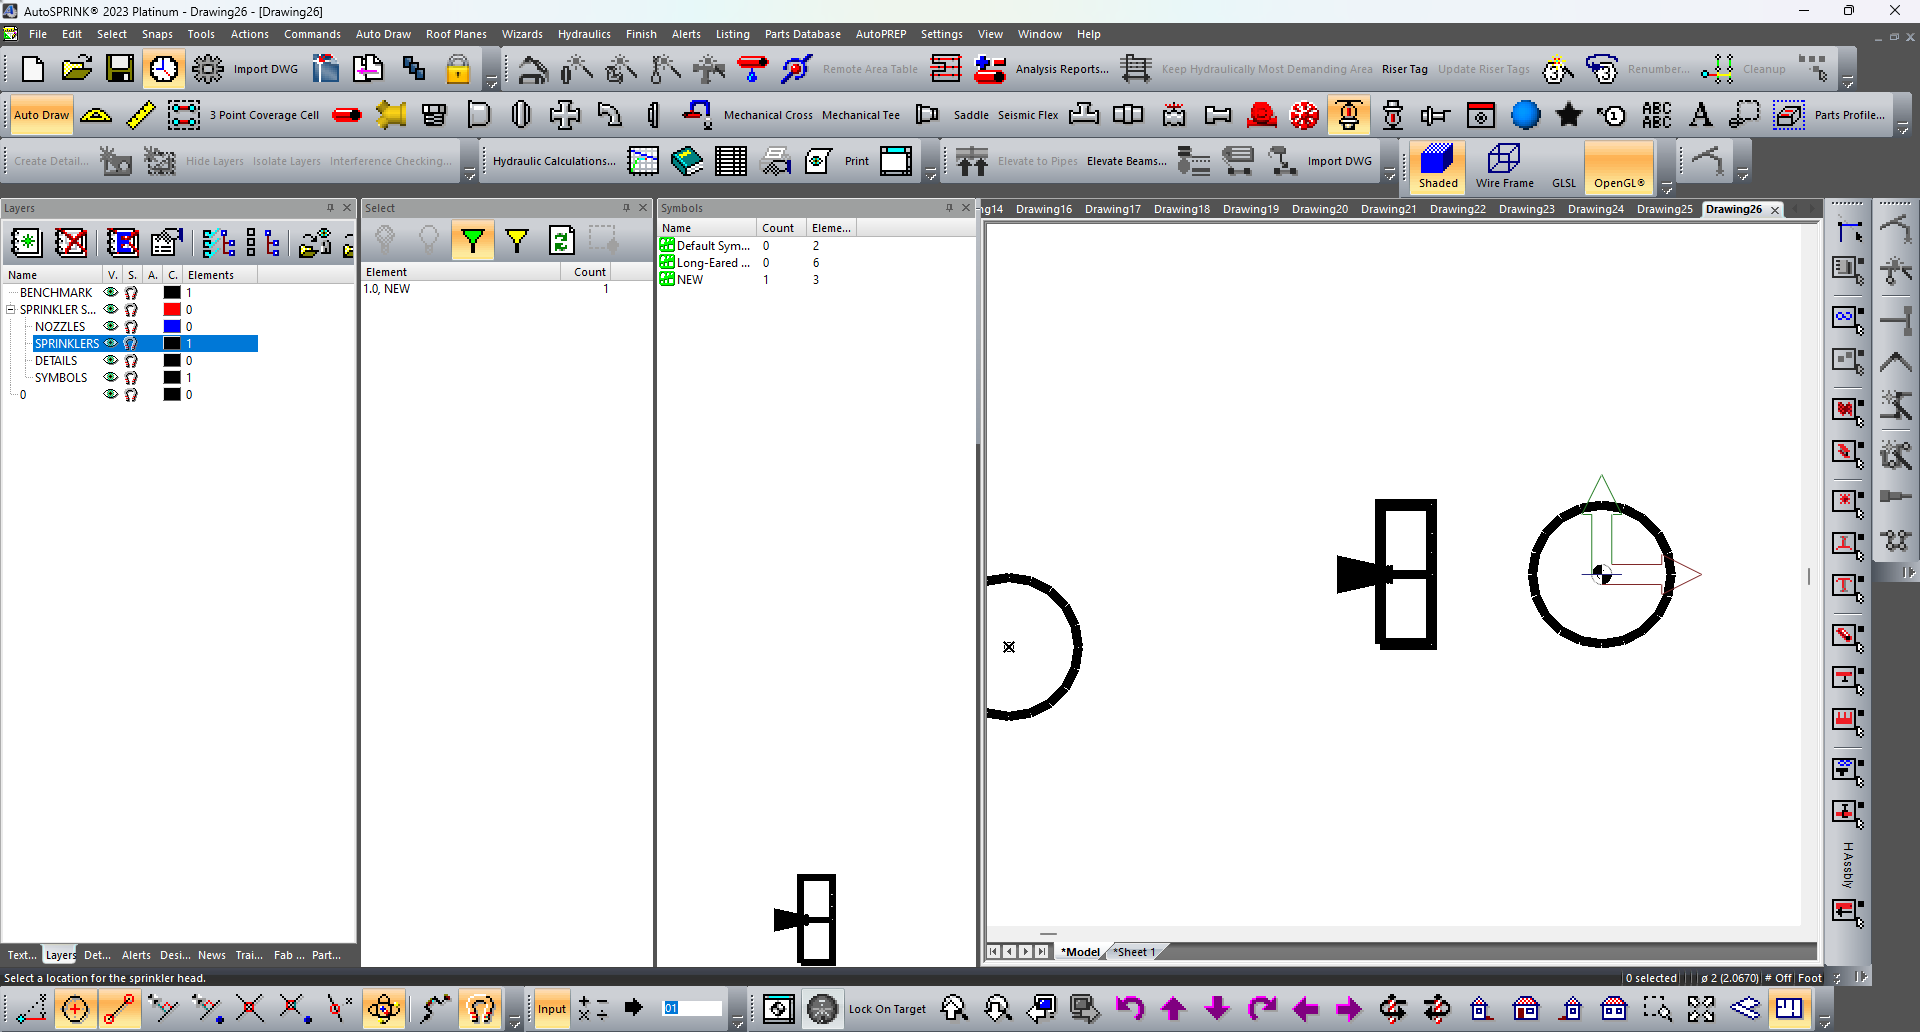 AutoSPRINK® 2023 Platinum - Drawing26 - [Drawing26]
File Edit Select Snaps Tools Actions Commands Auto Draw Roof Planes Wizards Hydraulics Finish Alerts Listing Parts Database AutoPREP Settings View Window Help
Import DWG Remote Area Table Analysis Reports... Keep Hydraulically Most Demanding Area Riser Tag Update Riser Tags Renumber... Cleanup
Auto Draw 3 Point Coverage Cell Mechanical Cross Mechanical Tee Saddle Seismic Flex ABC ABC Parts Profile...
Create Detail... Hide Layers Isolate Layers Interference Checking... Hydraulic Calculations... Print Elevate to Pipes Elevate Beams... Import DWG Shaded Wire Frame GLSL OpenGL®
Layers Select Symbols ng14 Drawing16 Drawing17 Drawing18 Drawing19 Drawing20 Drawing21 Drawing22 Drawing23 Drawing24 Drawing25 Drawing26
Name Count Eleme...
Default Sym... 0 2
Long-Eared ... 0 6
NEW 1 3
Element Count
1.0, NEW 1
Name V. S. A. C. Elements
BENCHMARK 1
SPRINKLER S... 0
NOZZLES 0
SPRINKLERS 1
DETAILS 0
SYMBOLS 1
0 0
HAssbly
Text... Layers Det... Alerts Desi... News Trai... Fab ... Part...
*Model *Sheet 1
Select a location for the sprinkler head. 0 selected ø 2 (2.0670) # Off Foot
Input 01 Lock On Target